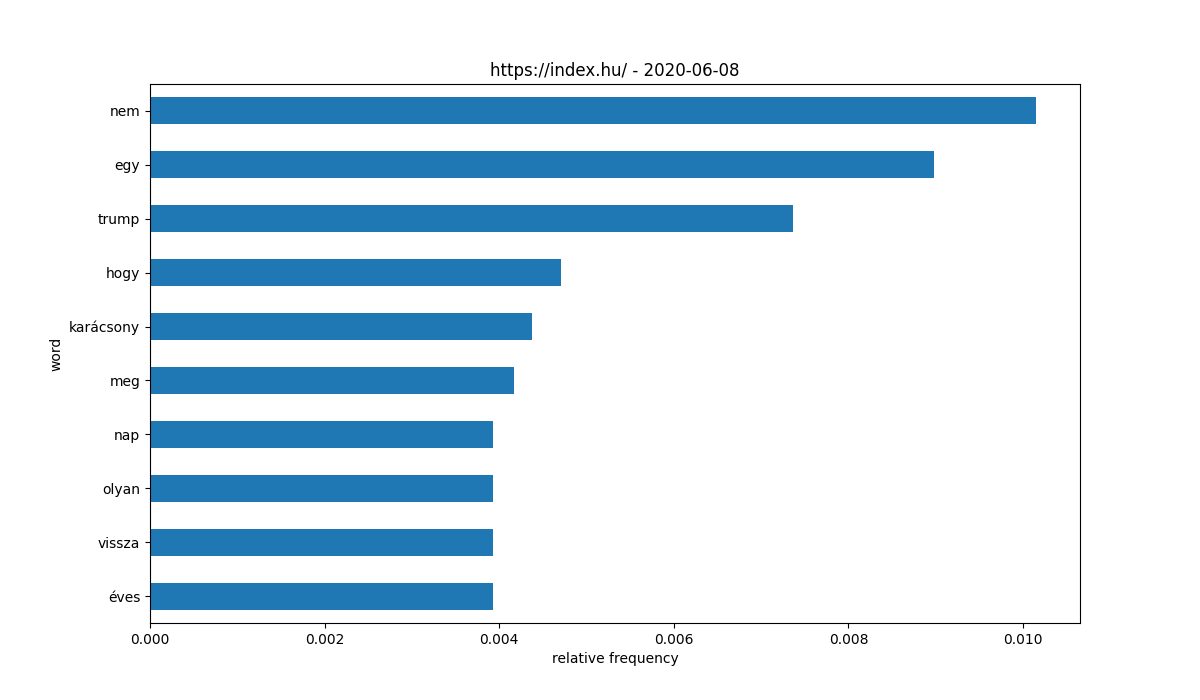 https://index.hu/ - 2020-06-08
nem
egy
trump
hogy
karácsony
meg
nap
olyan
vissza
éves
word
0.000 0.002 0.004 0.006 0.008 0.010
relative frequency